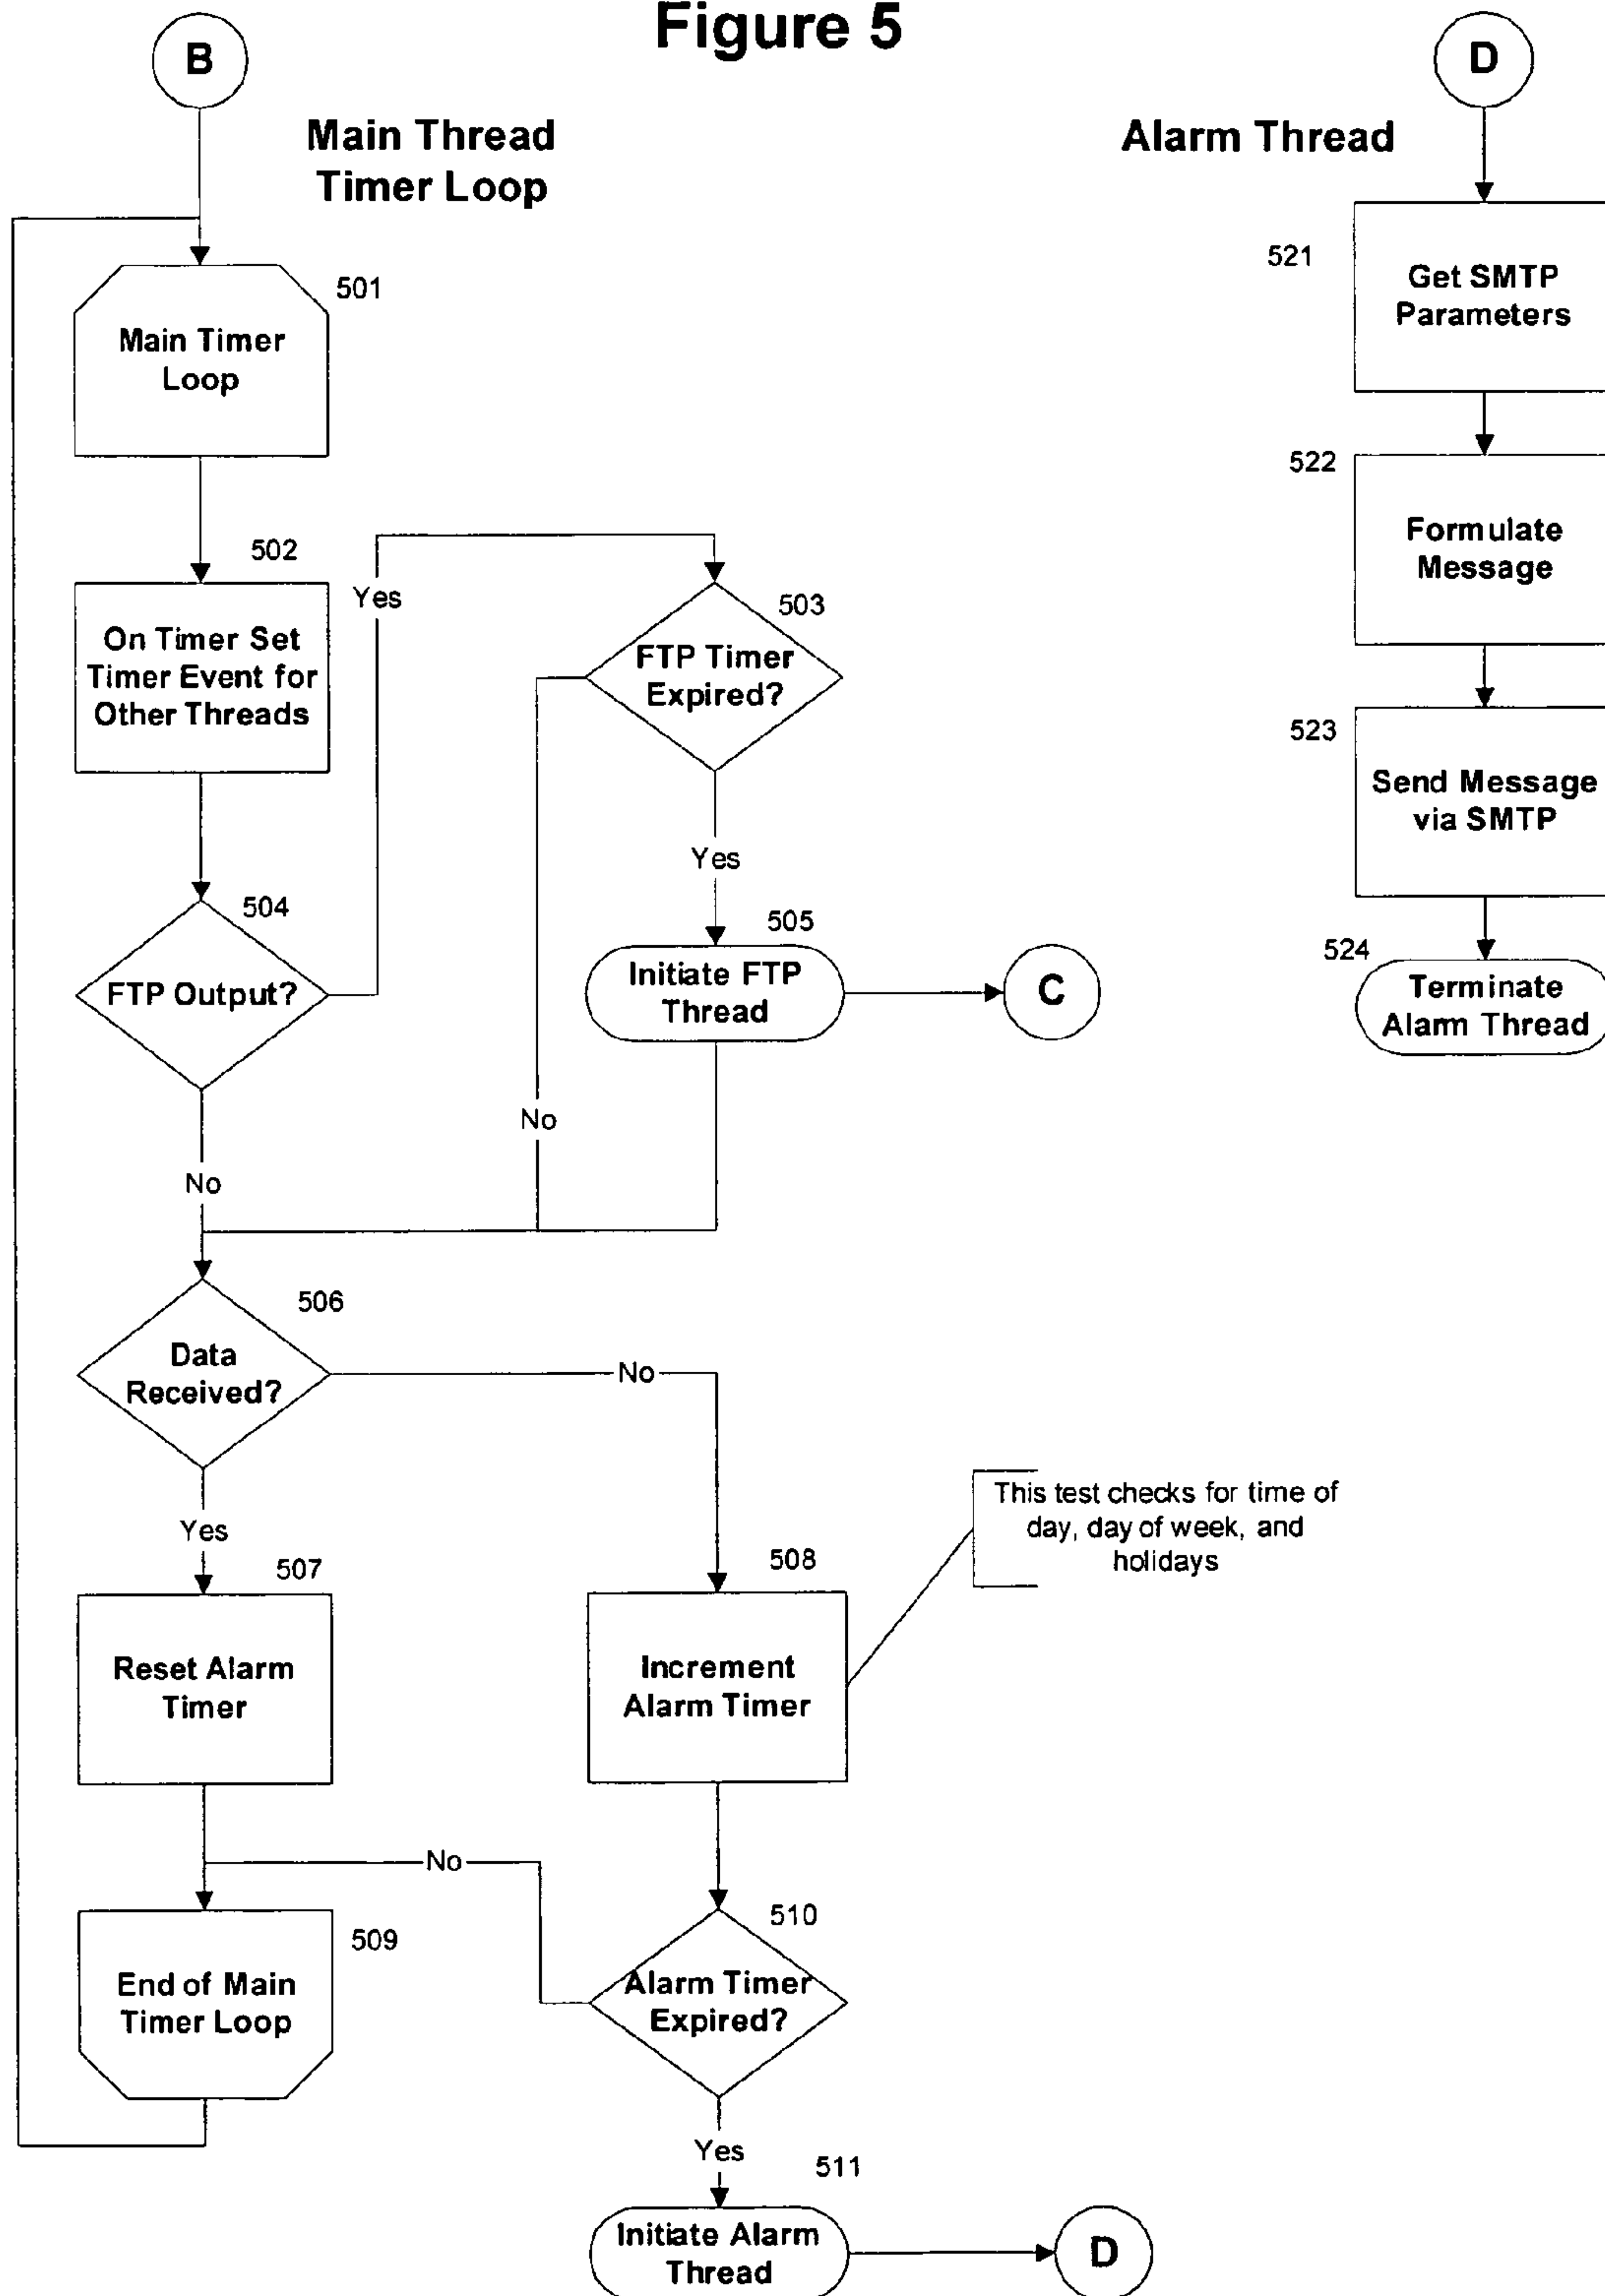 Figure 5
B
Main Thread
Timer Loop
501
Main Timer
Loop
502
On Timer Set
Timer Event for
Other Threads
Yes
503
FTP Timer
Expired?
504
FTP Output?
Yes
505
Initiate FTP
Thread
C
No
No
506
Data
Received?
No
Yes
507
Reset Alarm
Timer
508
Increment
Alarm Timer
This test checks for time of
day, day of week, and
holidays
No
509
End of Main
Timer Loop
510
Alarm Timer
Expired?
Yes
511
Initiate Alarm
Thread
D
D
Alarm Thread
521
Get SMTP
Parameters
522
Formulate
Message
523
Send Message
via SMTP
524
Terminate
Alarm Thread